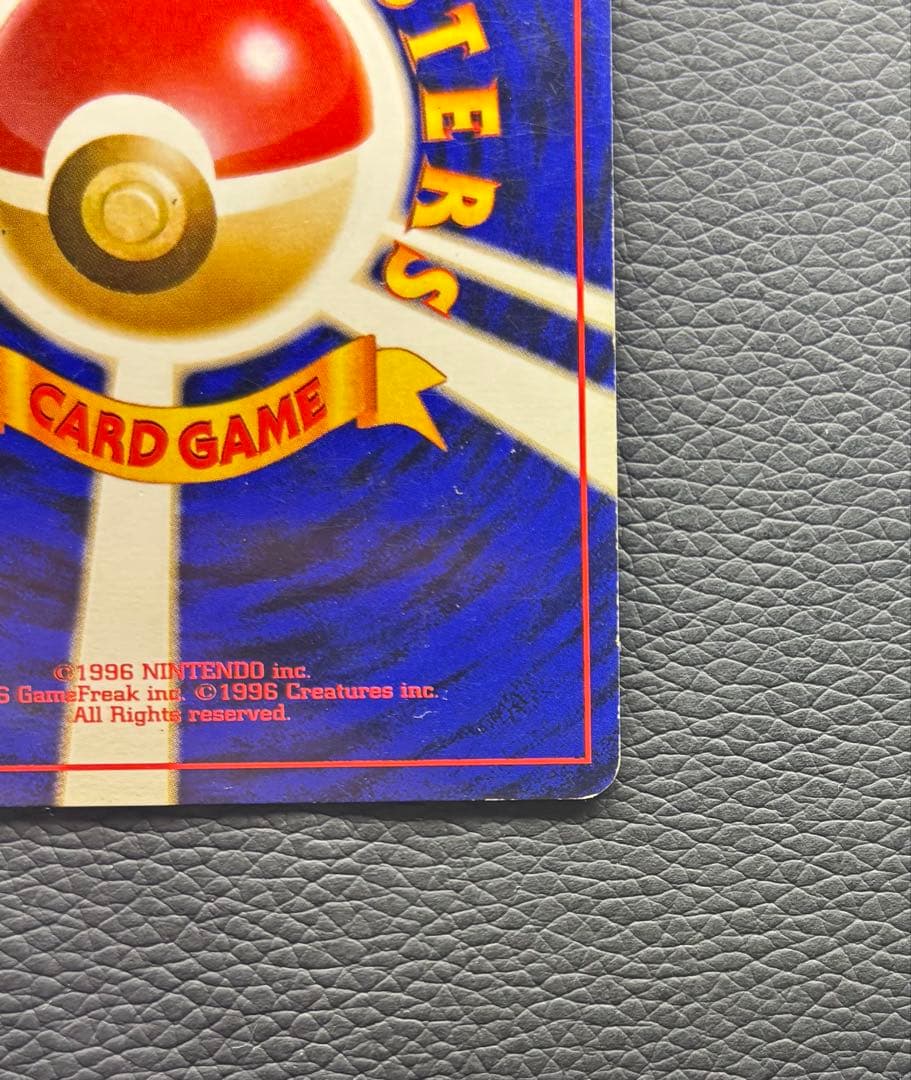 TERS
CARD GAME
©1996 NINTENDO inc.
6 GameFreak inc. ©1996 Creatures inc.
All Rights reserved.